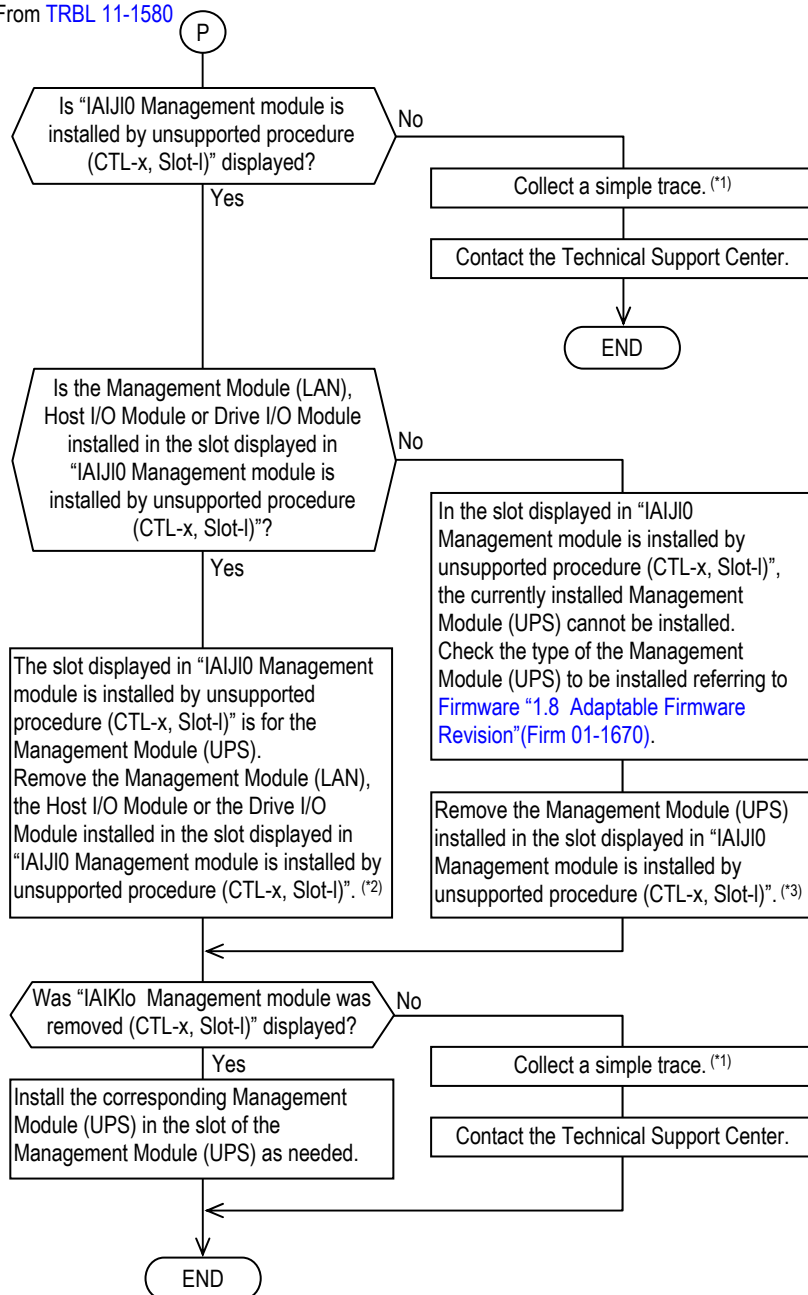 From TRBL 11-1580
P
Is “IAIJI0 Management module is
installed by unsupported procedure
(CTL-x, Slot-l)” displayed?
No
Yes
Collect a simple trace. (*1)
Contact the Technical Support Center.
END
Is the Management Module (LAN),
Host I/O Module or Drive I/O Module
installed in the slot displayed in
“IAIJI0 Management module is
installed by unsupported procedure
(CTL-x, Slot-l)”?
No
Yes
In the slot displayed in “IAIJI0
Management module is installed by
unsupported procedure (CTL-x, Slot-l)”,
the currently installed Management
Module (UPS) cannot be installed.
Check the type of the Management
Module (UPS) to be installed referring to
Firmware “1.8 Adaptable Firmware
Revision”(Firm 01-1670).
The slot displayed in “IAIJI0 Management
module is installed by unsupported
procedure (CTL-x, Slot-l)” is for the
Management Module (UPS).
Remove the Management Module (LAN),
the Host I/O Module or the Drive I/O
Module installed in the slot displayed in
“IAIJI0 Management module is installed by
unsupported procedure (CTL-x, Slot-l)”. (*2)
Remove the Management Module (UPS)
installed in the slot displayed in “IAIJI0
Management module is installed by
unsupported procedure (CTL-x, Slot-l)”. (*3)
Was “IAIKlo Management module was
removed (CTL-x, Slot-l)” displayed?
No
Yes
Collect a simple trace. (*1)
Install the corresponding Management
Module (UPS) in the slot of the
Management Module (UPS) as needed.
Contact the Technical Support Center.
END